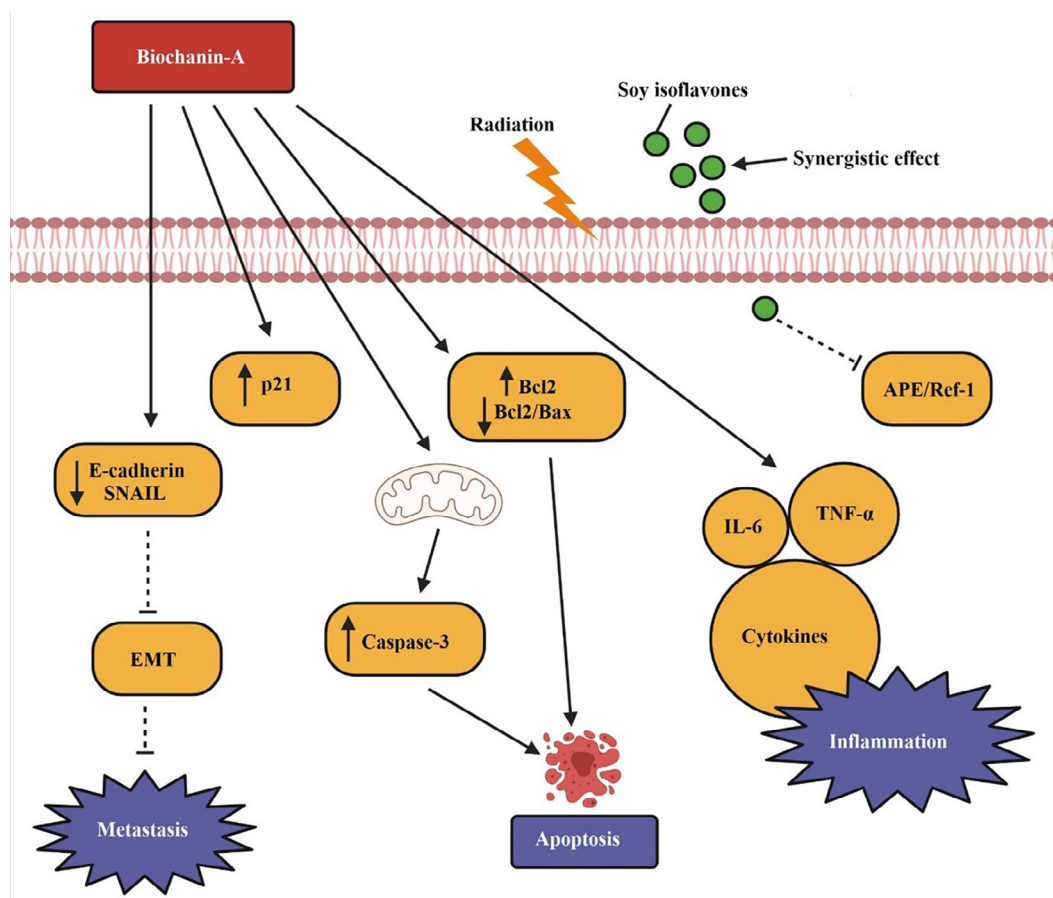 Biochanin-A
Soy isoflavones
Radiation
Synergistic effect
p21
Bcl2
Bcl2/Bax
APE/Ref-1
E-cadherin
SNAIL
IL-6
TNF-α
Caspase-3
Cytokines
EMT
Inflammation
Metastasis
Apoptosis